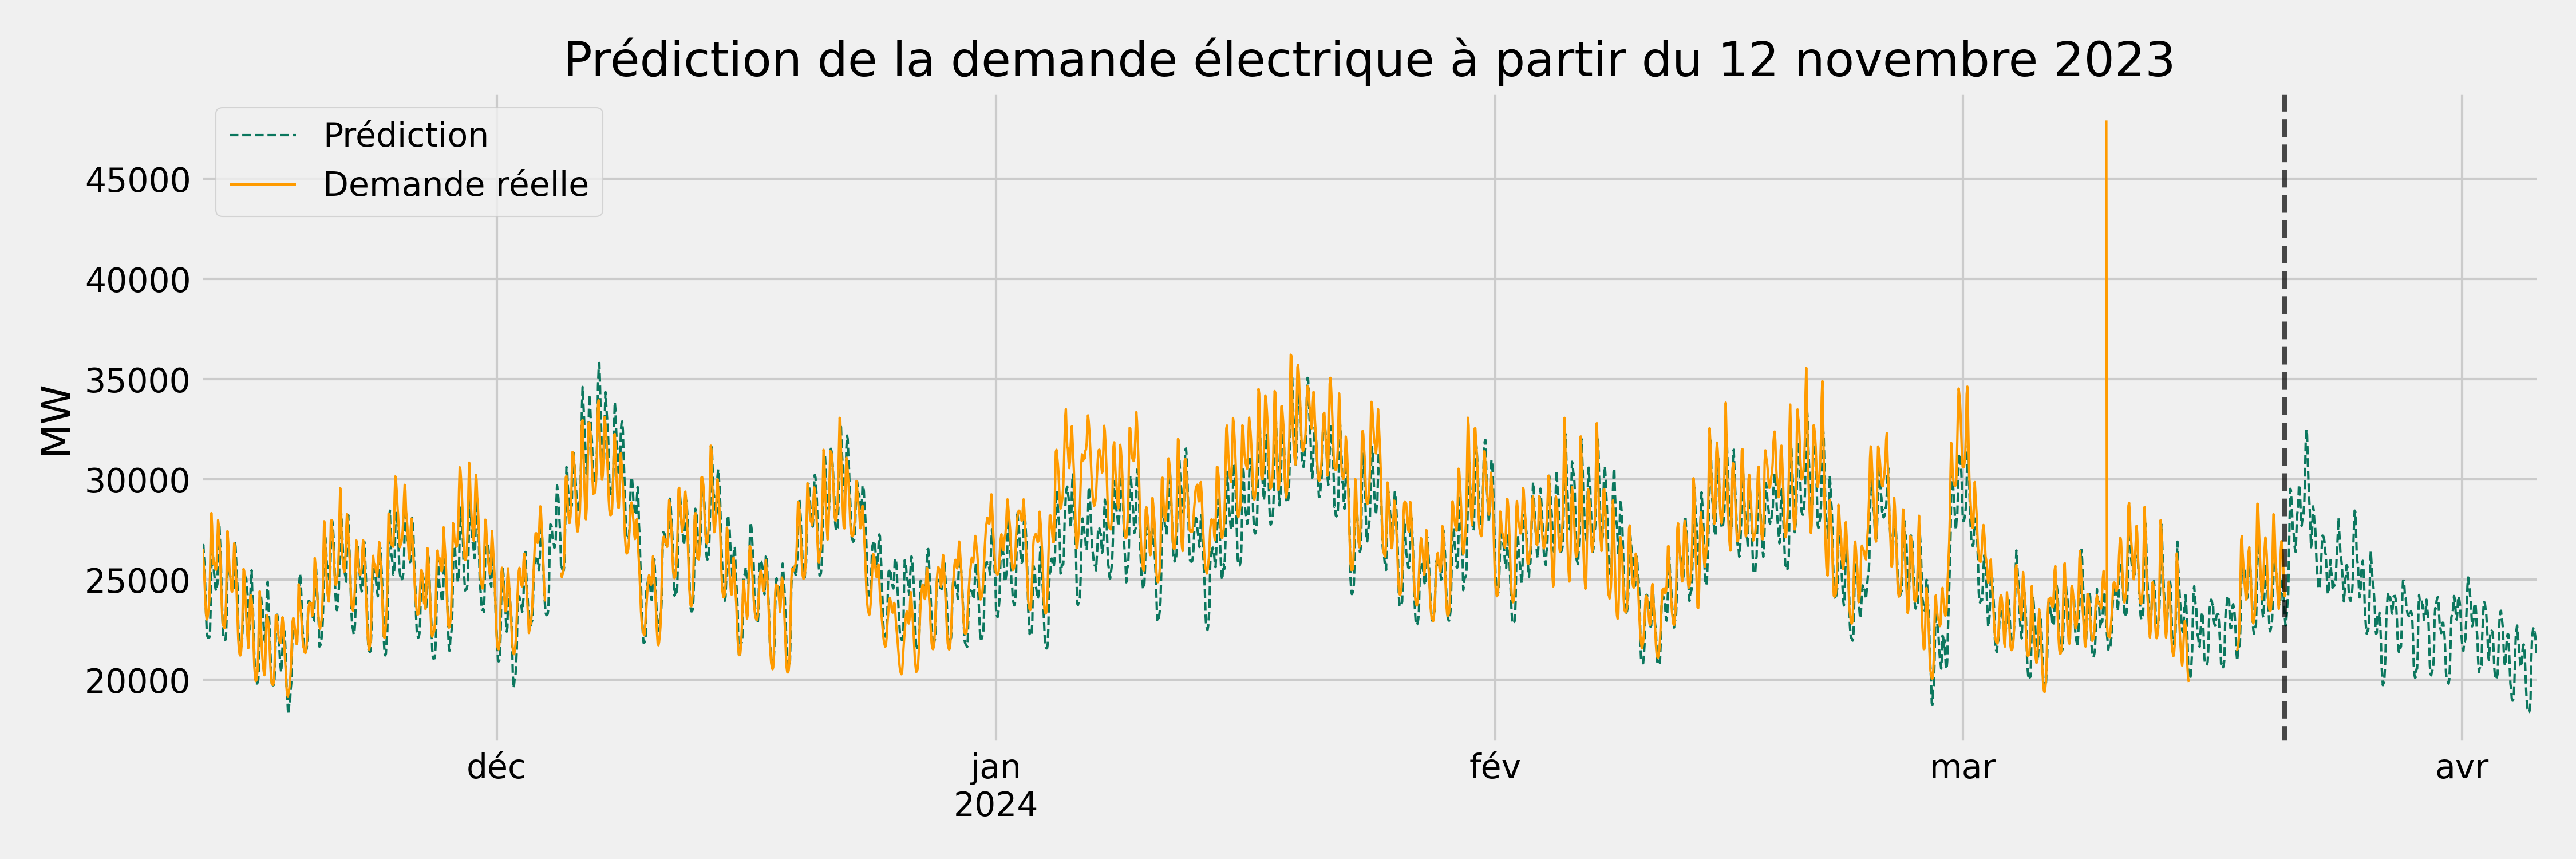 Prédiction de la demande électrique à partir du 12 novembre 2023
Prédiction
Demande réelle
MW
45000
40000
35000
30000
25000
20000
déc
jan
2024
fév
mar
avr